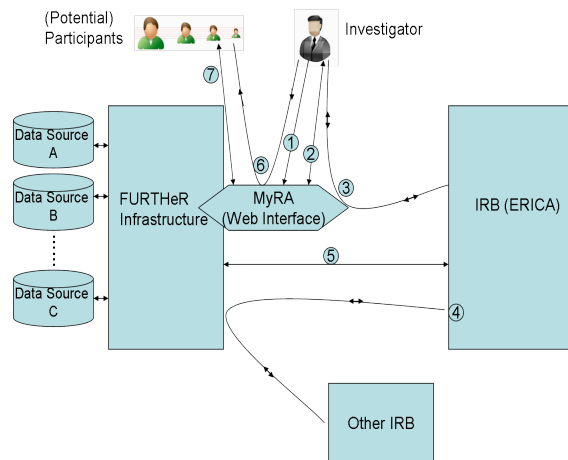 (Potential)
Participants
Investigator
7
1
2
6
3
Data Source
A
Data Source
B
Data Source
C
FURTHeR
Infrastructure
MyRA
(Web Interface)
IRB (ERICA)
5
4
Other IRB